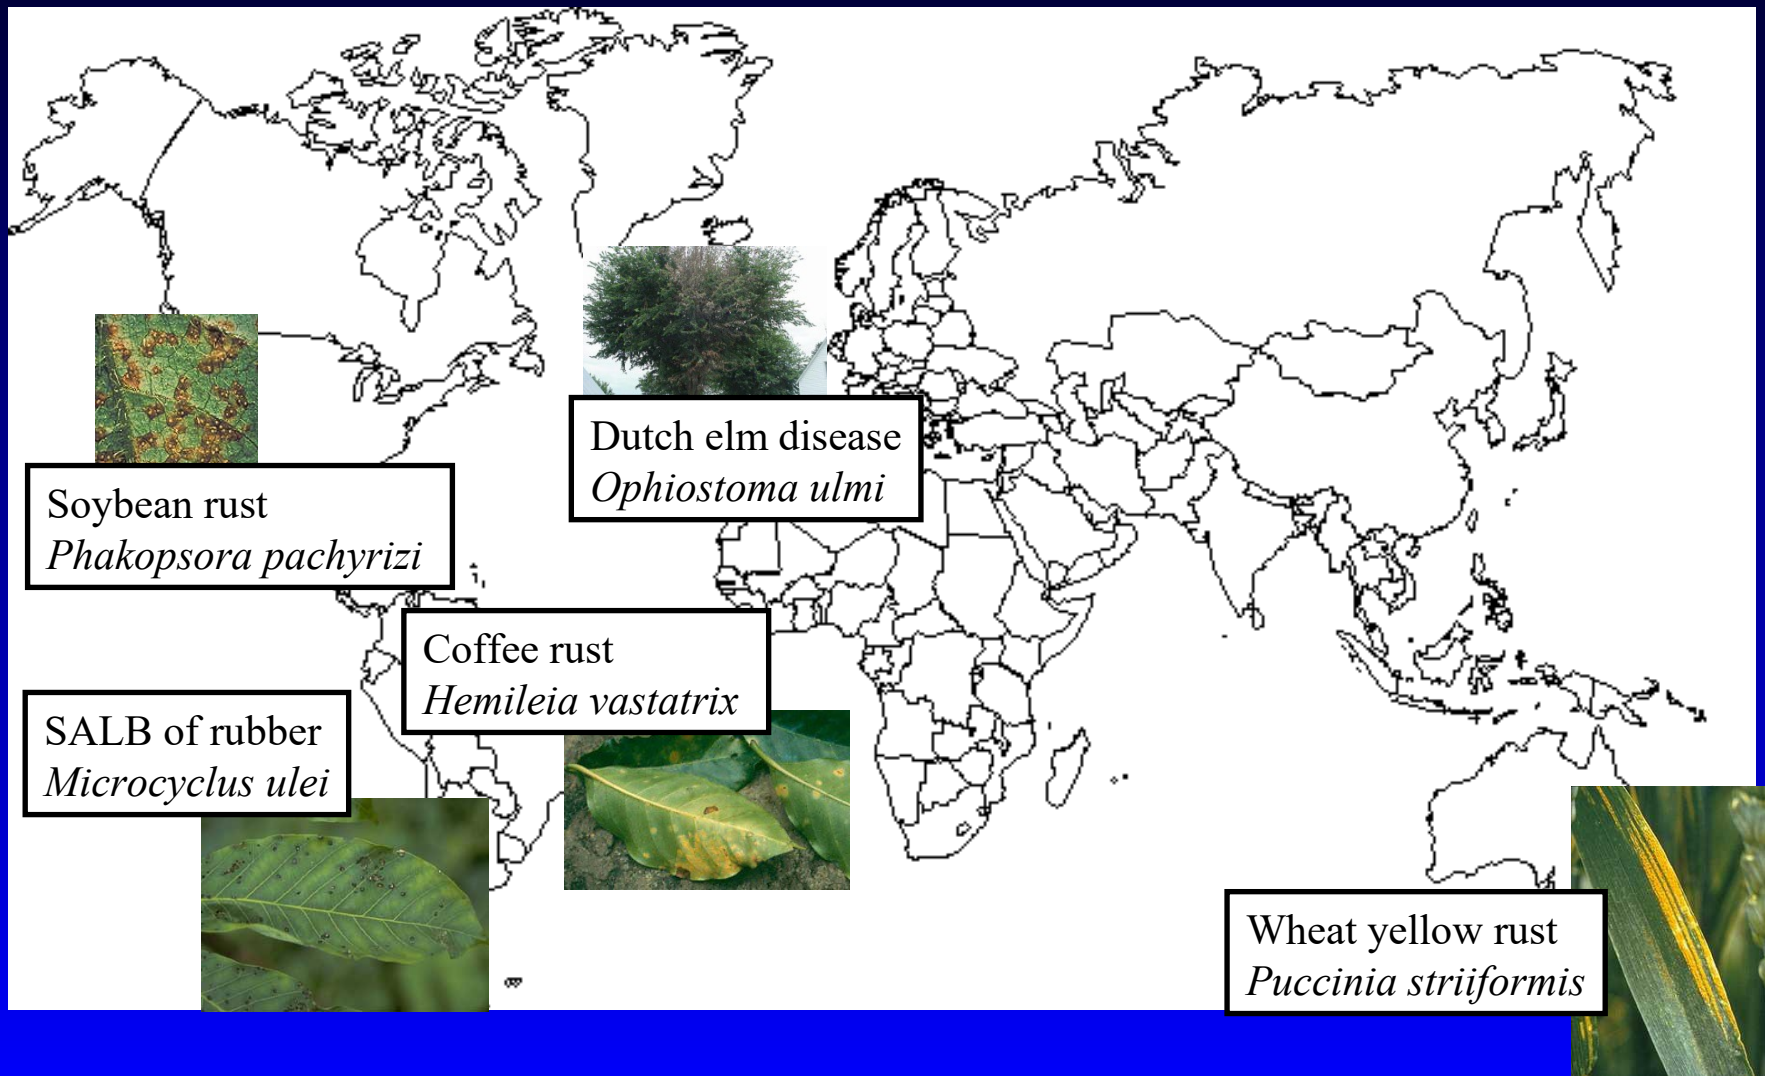 Dutch elm disease
Ophiostoma ulmi
Soybean rust
Phakopsora pachyrizi
Coffee rust
Hemileia vastatrix
SALB of rubber
Microcyclus ulei
Wheat yellow rust
Puccinia striiformis